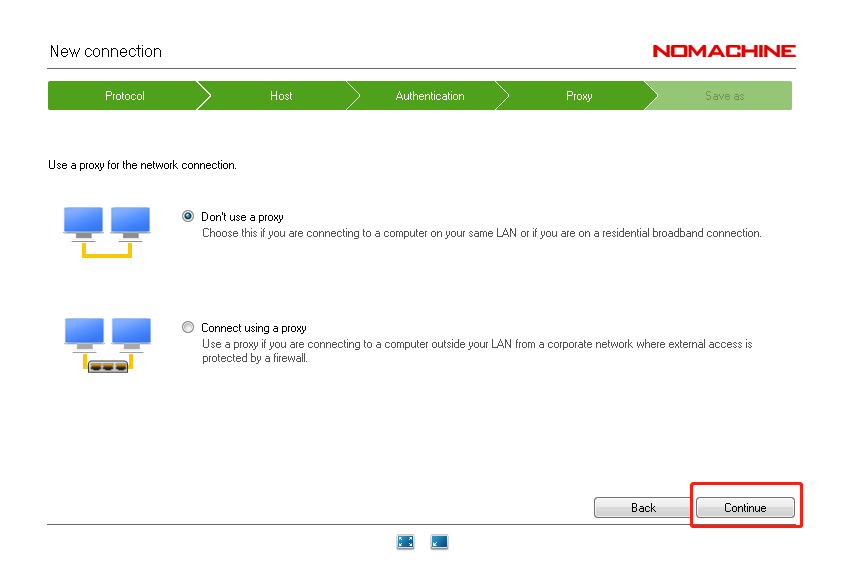 New connection
NOMACHINE
Protocol
Host
Authentication
Proxy
Save as
Use a proxy for the network connection.
Don't use a proxy
Choose this if you are connecting to a computer on your same LAN or if you are on a residential broadband connection.
Connect using a proxy
Use a proxy if you are connecting to a computer outside your LAN from a corporate network where external access is
protected by a firewall.
Back
Continue